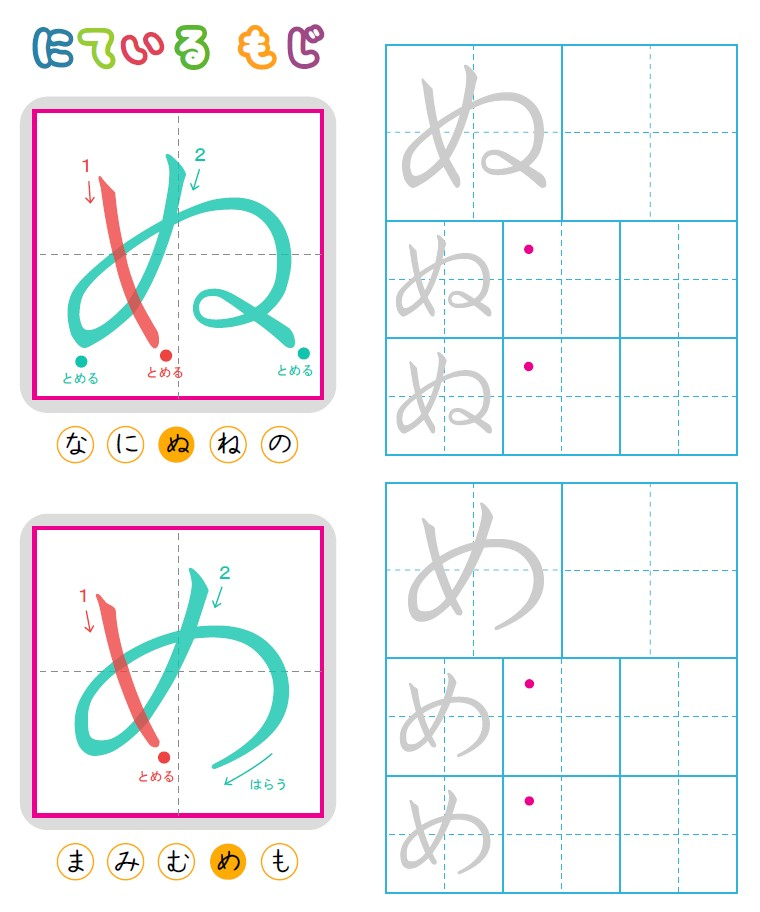 にている もじ
ぬ
1 2
とめる とめる とめる
なにぬねの
ぬ
ぬ
ぬ
め
1 2
とめる はらう
まみむめも
め
め
め